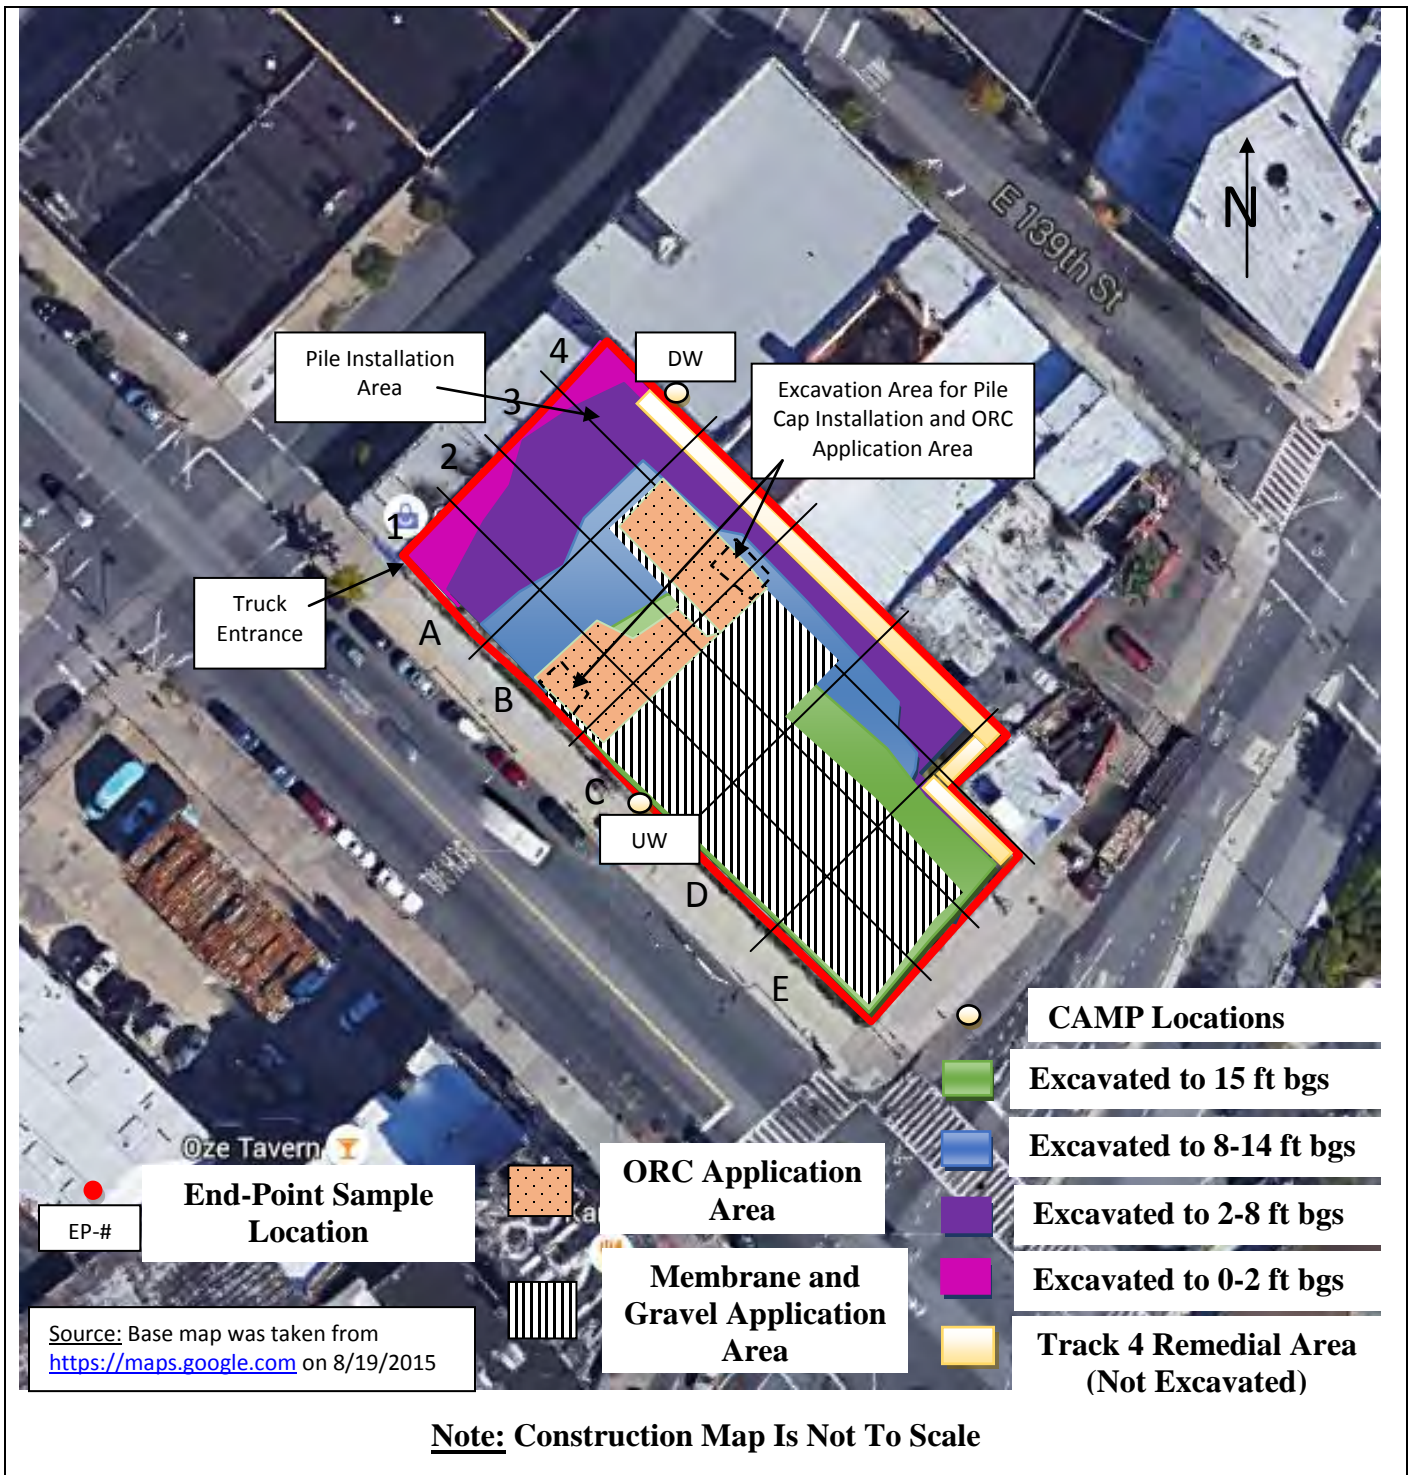 E 139th St
N
Pile Installation
Area
4
DW
Excavation Area for Pile
Cap Installation and ORC
Application Area
3
2
1
Truck
Entrance
A
B
C
UW
D
E
CAMP Locations
Excavated to 15 ft bgs
Oze Tavern
ORC Application
Area
Excavated to 8-14 ft bgs
End-Point Sample
Location
EP-#
Excavated to 2-8 ft bgs
Membrane and
Gravel Application
Area
Excavated to 0-2 ft bgs
Source: Base map was taken from
https://maps.google.com on 8/19/2015
Track 4 Remedial Area
(Not Excavated)
Note: Construction Map Is Not To Scale